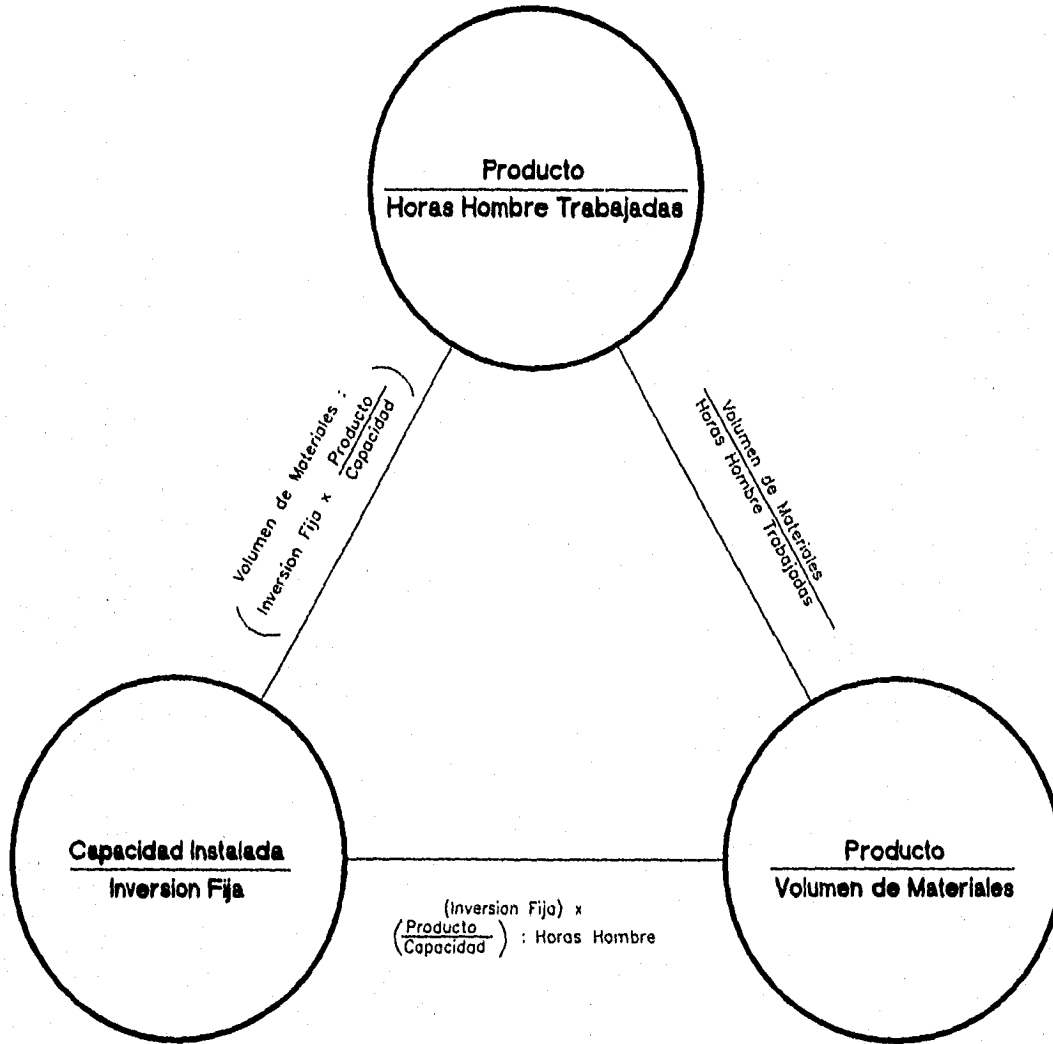 Producto
Horas Hombre Trabajadas
Volumen de Materiales :
(Inversion Fija x Producto
Capacidad)
Volumen de Materiales
Horas Hombre Trabajadas
Capacidad Instalada
Inversion Fija
Producto
Volumen de Materiales
(Inversion Fija) x
(Producto
Capacidad) : Horas Hombre